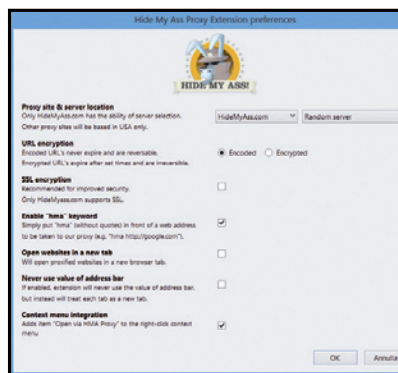 Hide My Ass Proxy Extension preferences
HIDE MY ASS!
Proxy site & server location
Only HideMyAss.com has the ability of server selection.
Other proxy sites will be based in USA only.
HideMyAss.com
Random server
URL encryption
Encoded URL's never expire and are reversable.
Encrypted URL's expire after set times and are irreversible.
Encoded
Encrypted
SSL encryption
Recommended for improved security.
Only HideMyAss.com supports SSL.
Enable "hma" keyword
Simply put "hma" (without quotes) in front of a web address
to be taken to our proxy (e.g. "hma http://google.com").
Open websites in a new tab
Will open proxified websites in a new browser tab.
Never use value of address bar
If enabled, extension will never use the value of address bar,
but instead will treat each tab as a new tab.
Context menu integration
Adds item "Open via HMA Proxy" to the right-click context
menu
OK
Annulla